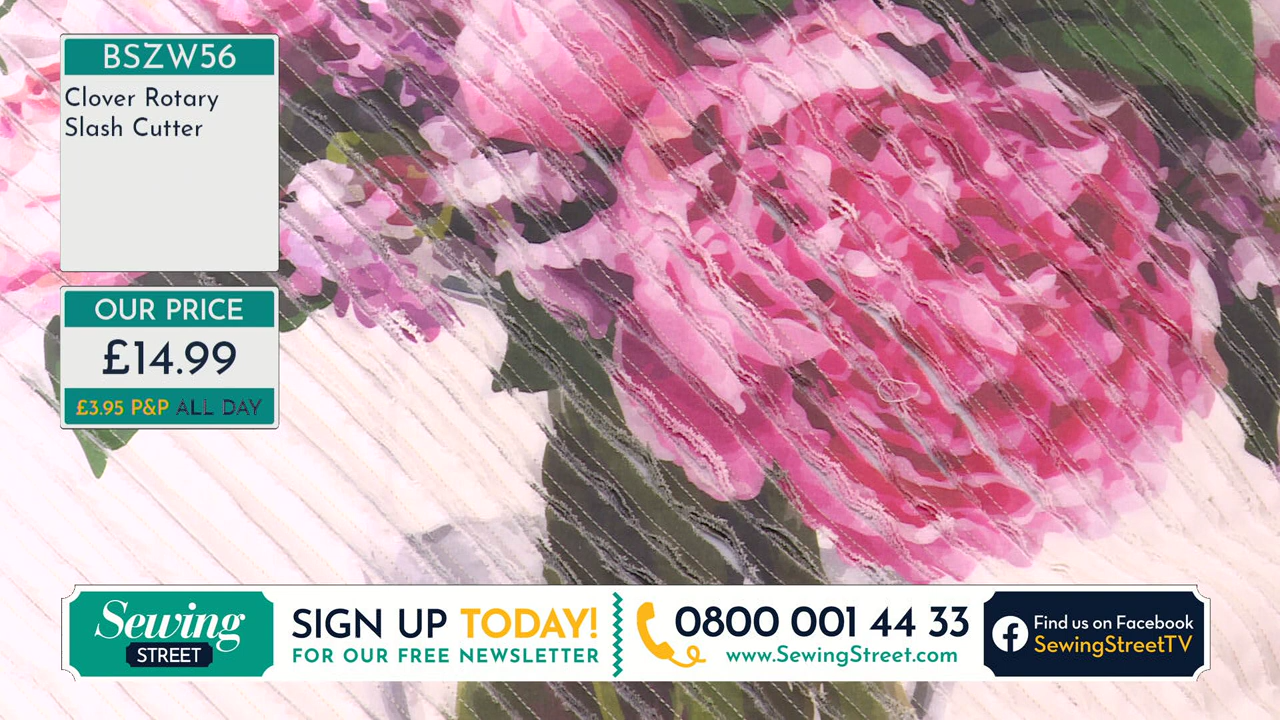 BSZW56
Clover Rotary
Slash Cutter
OUR PRICE
£14.99
£3.95 P&P ALL DAY
Sewing
STREET
SIGN UP TODAY!
FOR OUR FREE NEWSLETTER
0800 001 44 33
www.SewingStreet.com
Find us on Facebook
SewingStreetTV